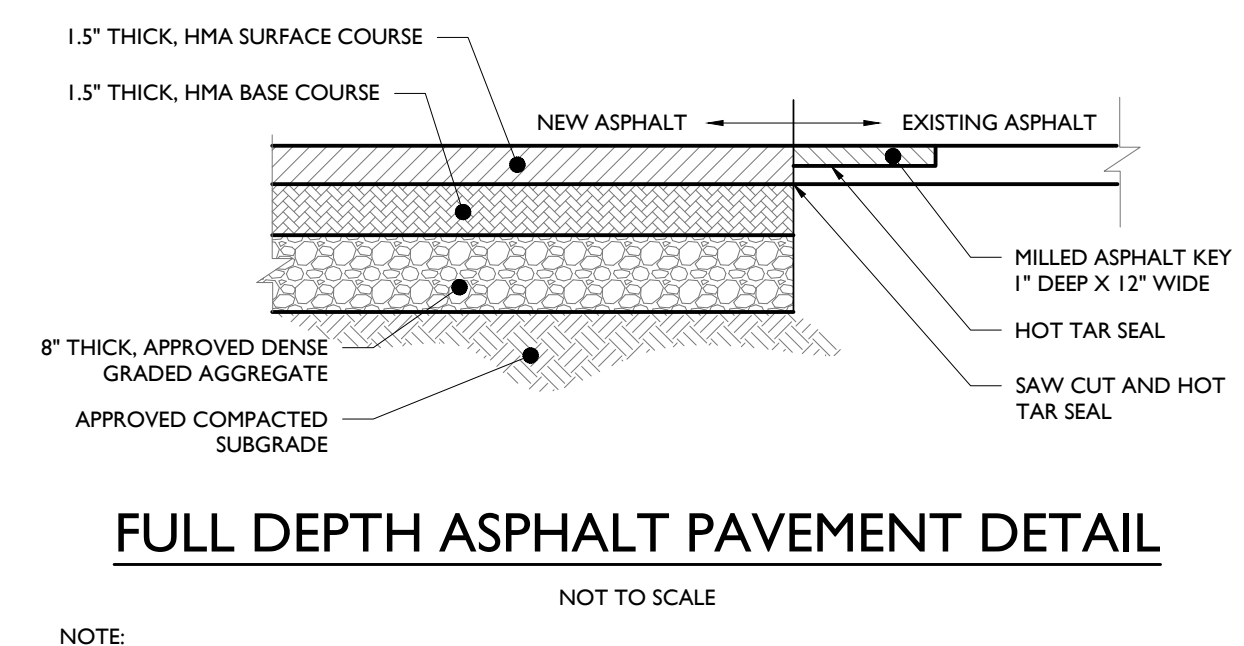 1.5" THICK, HMA SURFACE COURSE
1.5" THICK, HMA BASE COURSE
NEW ASPHALT
EXISTING ASPHALT
MILLED ASPHALT KEY
1" DEEP X 12" WIDE
HOT TAR SEAL
SAW CUT AND HOT
TAR SEAL
8" THICK, APPROVED DENSE
GRADED AGGREGATE
APPROVED COMPACTED
SUBGRADE
FULL DEPTH ASPHALT PAVEMENT DETAIL
NOT TO SCALE
NOTE: